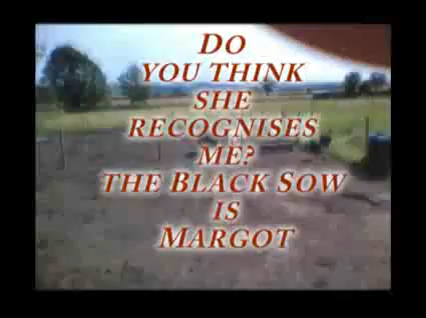 DO
YOU THINK
SHE
RECOGNISES
ME?
THE BLACK SOW
IS
MARGOT